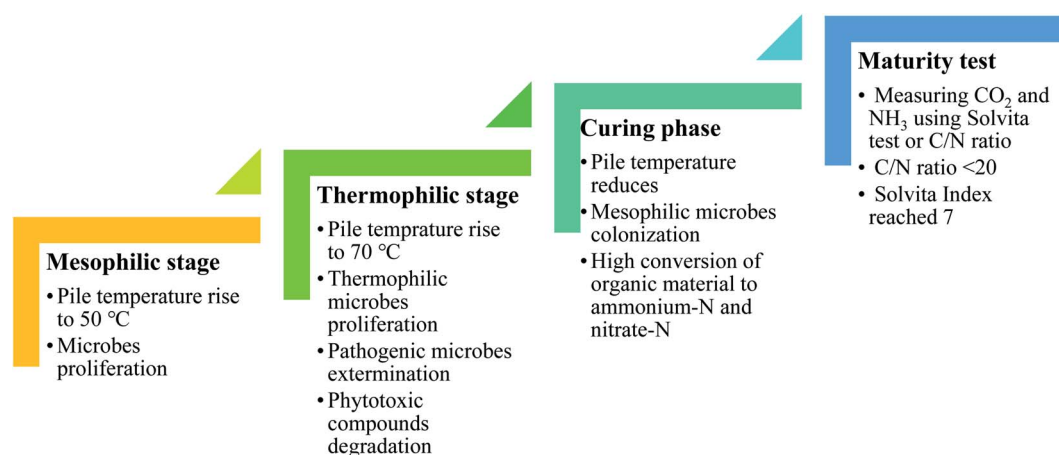 Mesophilic stage
• Pile temperature rise
to 50 °C
• Microbes
proliferation
Thermophilic stage
• Pile temprature rise
to 70 °C
• Thermophilic
microbes
proliferation
• Pathogenic microbes
extermination
• Phytotoxic
compounds
degradation
Curing phase
• Pile temperature
reduces
• Mesophilic microbes
colonization
• High conversion of
organic material to
ammonium-N and
nitrate-N
Maturity test
• Measuring CO₂ and
NH₃ using Solvita
test or C/N ratio
• C/N ratio <20
• Solvita Index
reached 7